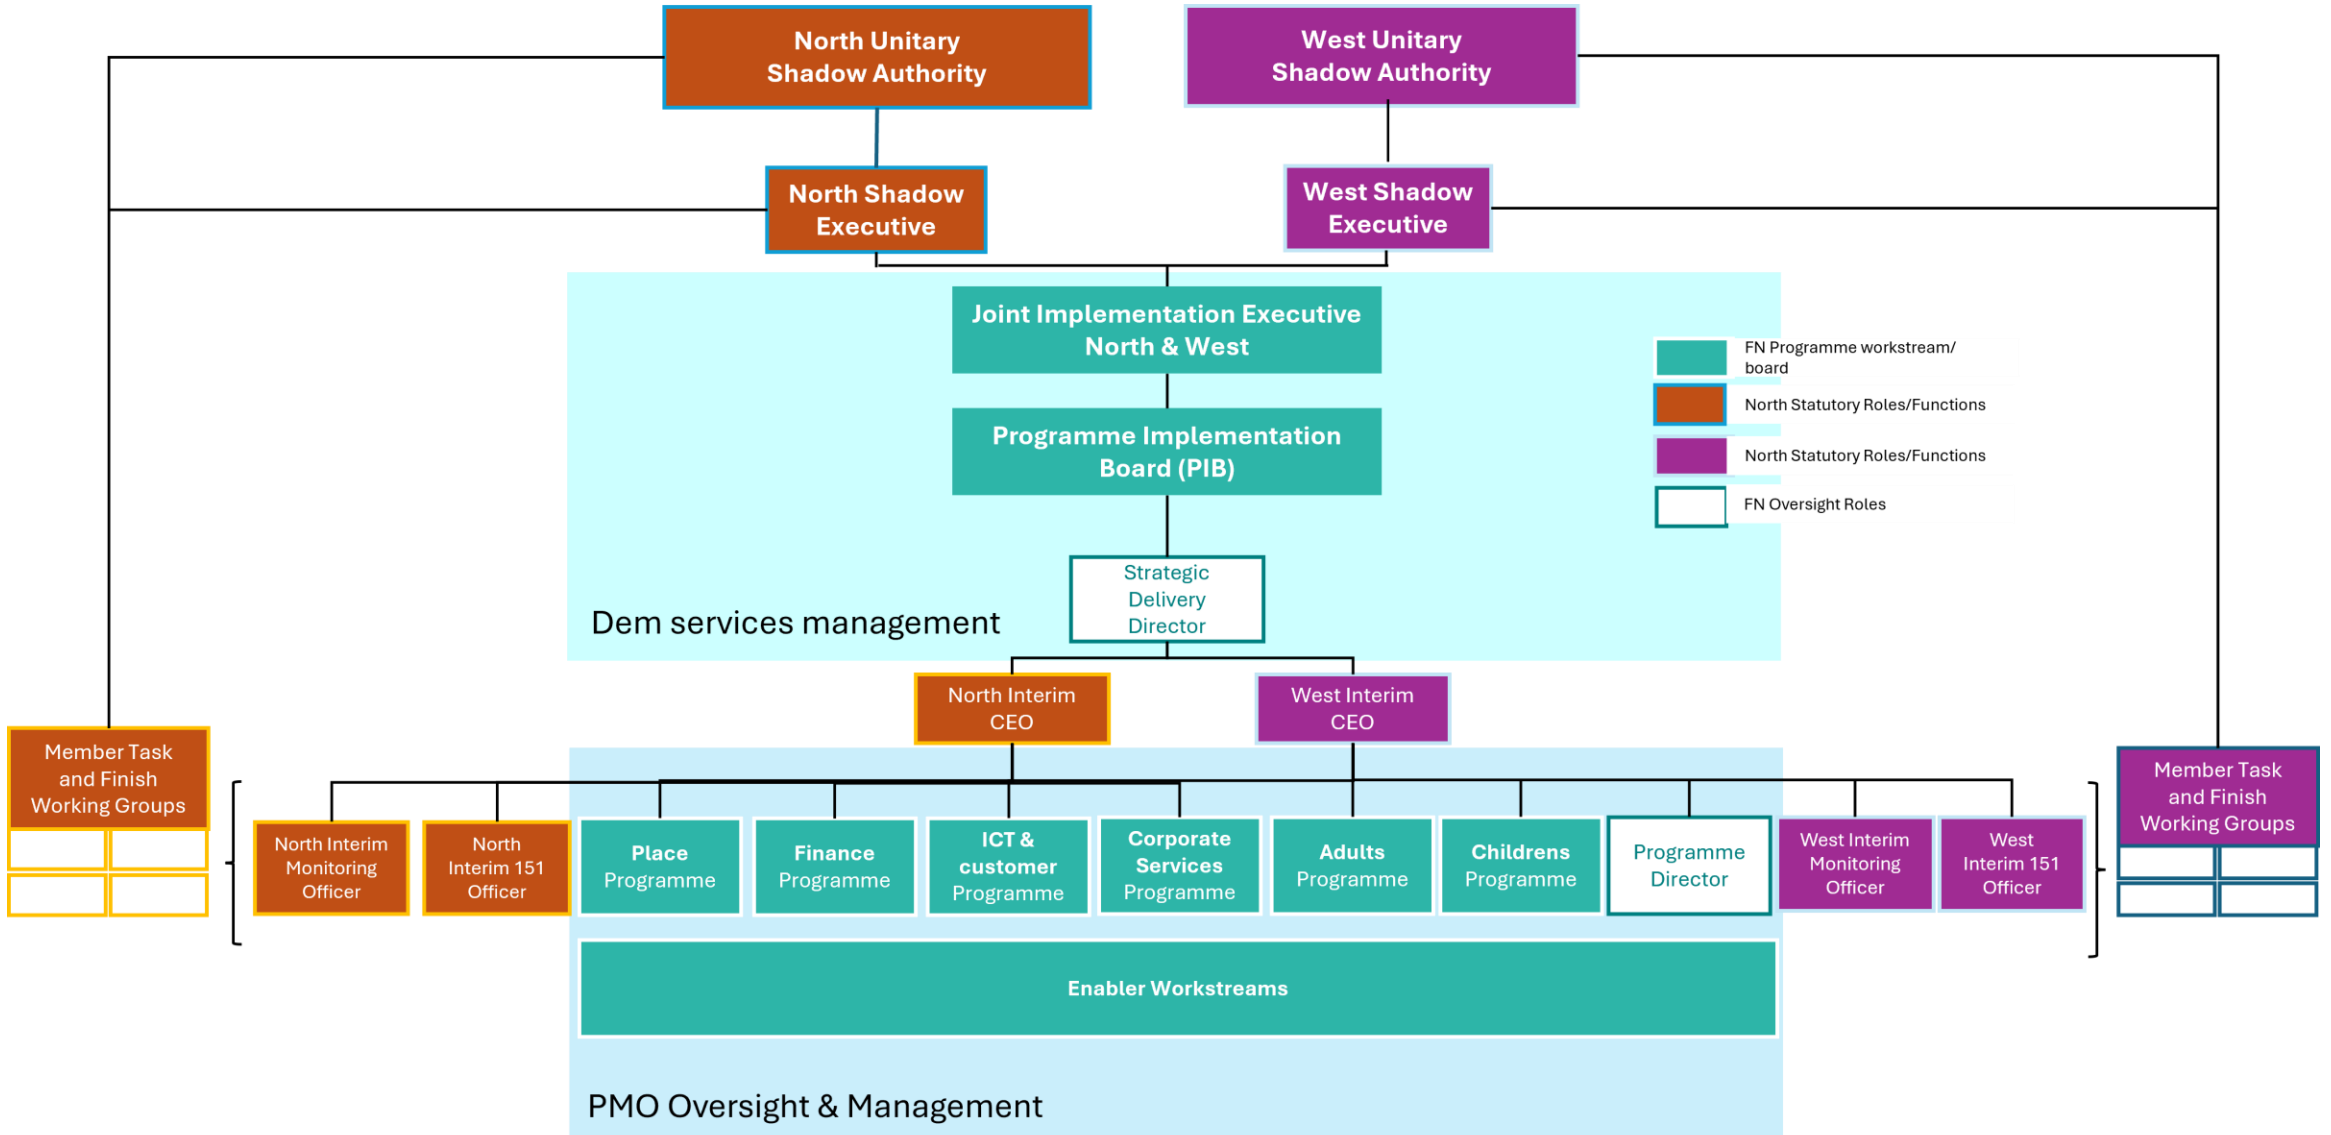 North Unitary
Shadow Authority
West Unitary
Shadow Authority
North Shadow
Executive
West Shadow
Executive
Joint Implementation Executive
North & West
FN Programme workstream/
board
North Statutory Roles/Functions
North Statutory Roles/Functions
FN Oversight Roles
Programme Implementation
Board (PIB)
Strategic
Delivery
Director
Dem services management
North Interim
CEO
West Interim
CEO
Member Task
and Finish
Working Groups
North Interim
Monitoring
Officer
North
Interim 151
Officer
Place
Programme
Finance
Programme
ICT &
customer
Programme
Corporate
Services
Programme
Adults
Programme
Childrens
Programme
Programme
Director
West Interim
Monitoring
Officer
West
Interim 151
Officer
Member Task
and Finish
Working Groups
Enabler Workstreams
PMO Oversight & Management